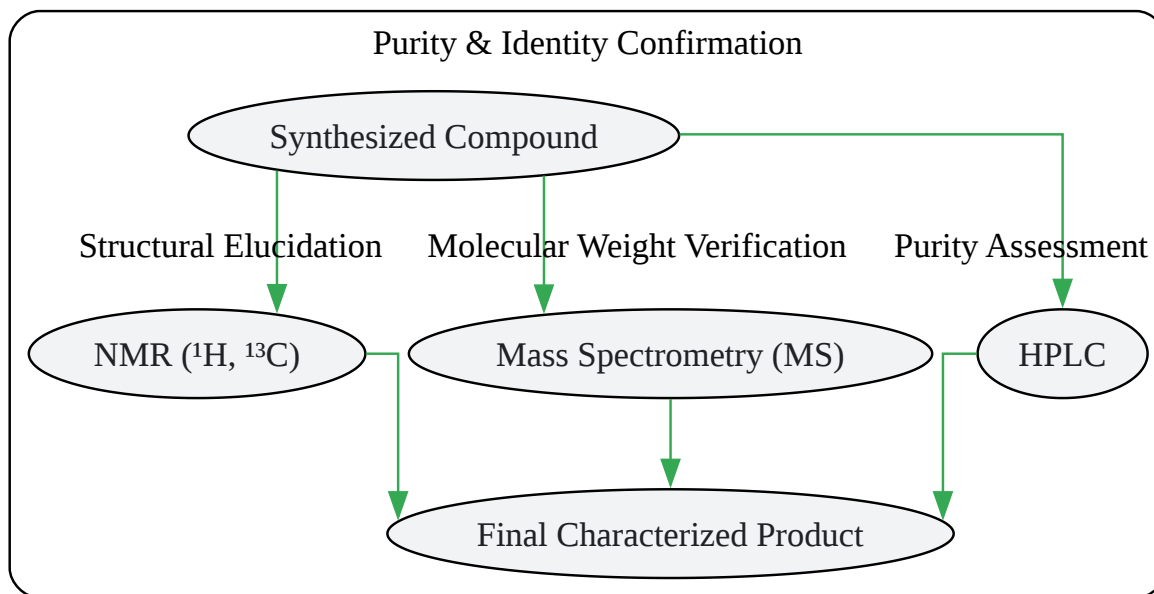 Purity & Identity Confirmation
Synthesized Compound
Structural Elucidation
Molecular Weight Verification
Purity Assessment
NMR (¹H, ¹³C)
Mass Spectrometry (MS)
HPLC
Final Characterized Product